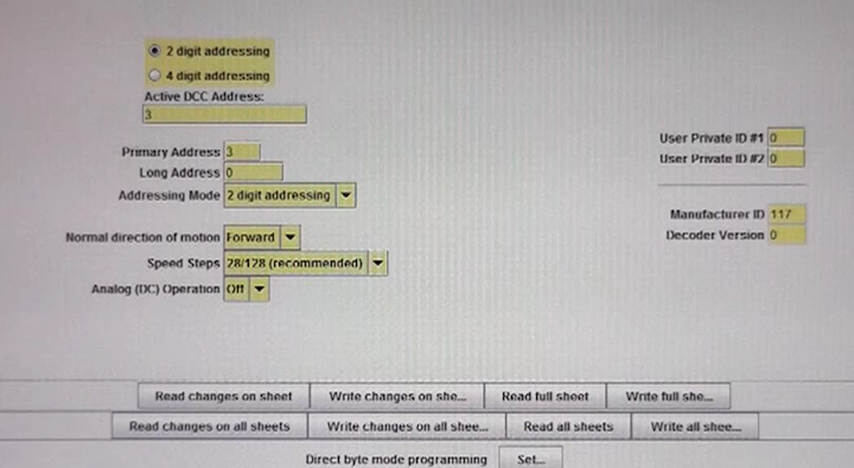 2 digit addressing
4 digit addressing
Active DCC Address:
3
Primary Address 3
Long Address 0
Addressing Mode 2 digit addressing
Normal direction of motion Forward
Speed Steps 28/128 (recommended)
Analog (DC) Operation Off
User Private ID #1 0
User Private ID #2 0
Manufacturer ID 117
Decoder Version 0
Read changes on sheet Write changes on she... Read full sheet Write full she...
Read changes on all sheets Write changes on all shee... Read all sheets Write all shee...
Direct byte mode programming Set...